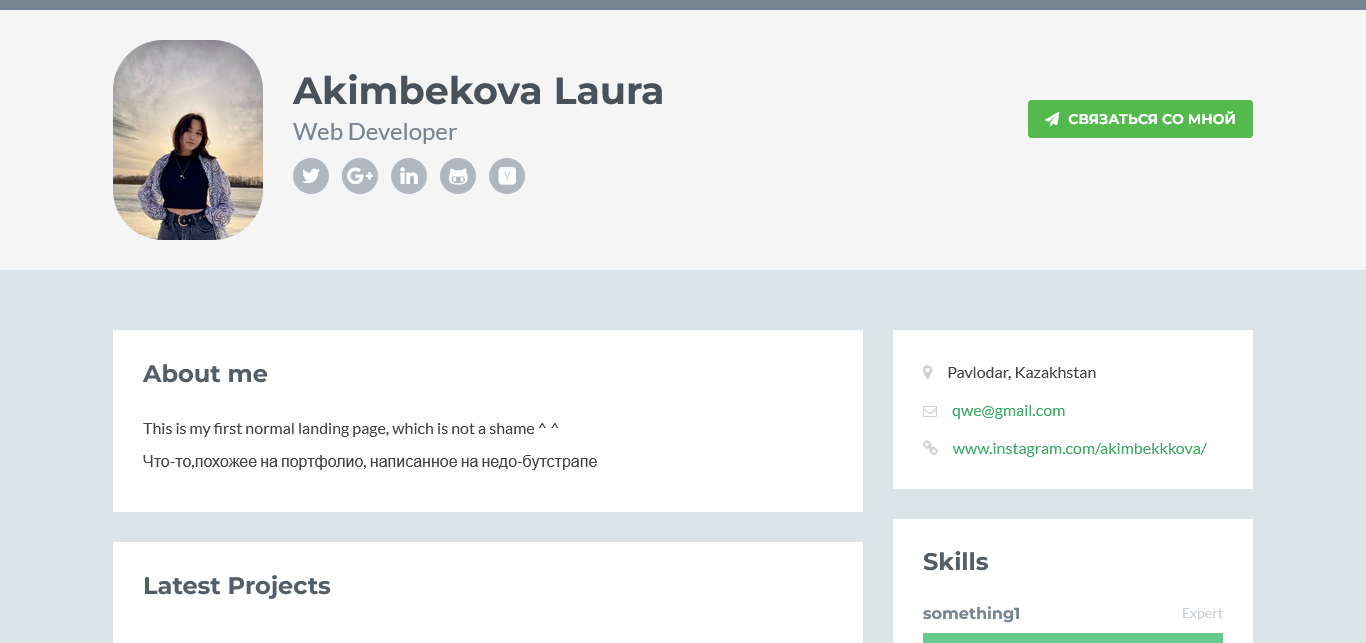 Akimbekova Laura
Web Developer
СВЯЗАТЬСЯ СО МНОЙ
About me
This is my first normal landing page, which is not a shame ^ ^
Что-то,похожее на портфолио, написанное на недо-бутстрапе
Latest Projects
Pavlodar, Kazakhstan
qwe@gmail.com
www.instagram.com/akimbekkkova/
Skills
something1 Expert